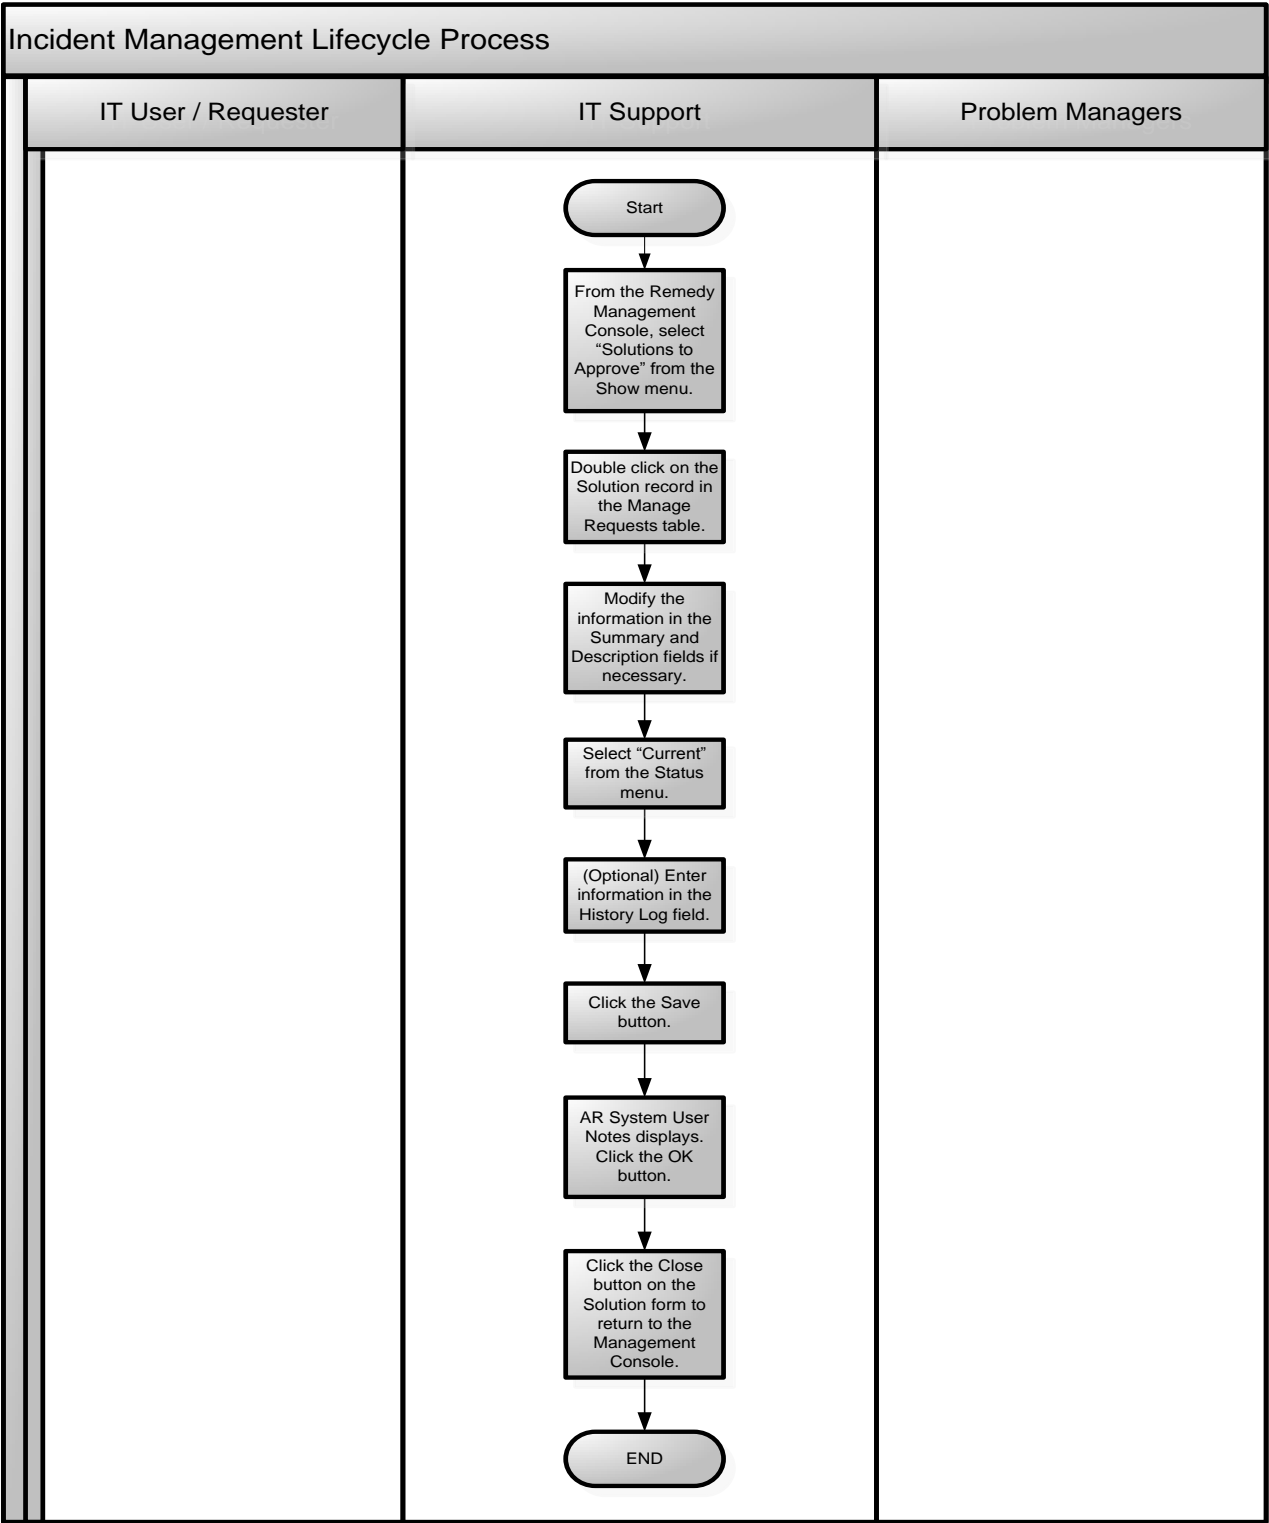 Incident Management Lifecycle Process
IT User / Requester
IT Support
Problem Managers
Start
From the Remedy
Management
Console, select
“Solutions to
Approve” from the
Show menu.
Double click on the
Solution record in
the Manage
Requests table.
Modify the
information in the
Summary and
Description fields if
necessary.
Select “Current”
from the Status
menu.
(Optional) Enter
information in the
History Log field.
Click the Save
button.
AR System User
Notes displays.
Click the OK
button.
Click the Close
button on the
Solution form to
return to the
Management
Console.
END